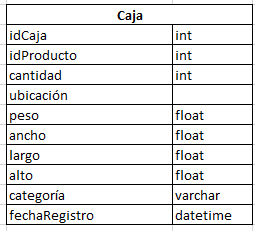 Caja
idCaja int
idProducto int
cantidad int
ubicación
peso float
ancho float
largo float
alto float
categoría varchar
fechaRegistro datetime